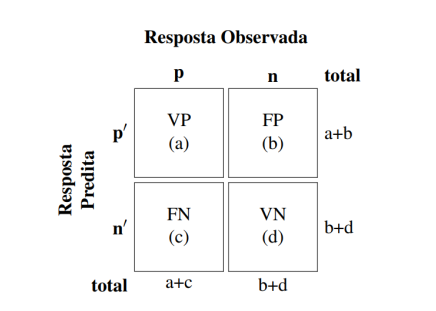 Resposta Observada
p n total
Resposta
Predita
p′ VP FP a+b
(a) (b)
n′ FN VN b+d
(c) (d)
total a+c b+d